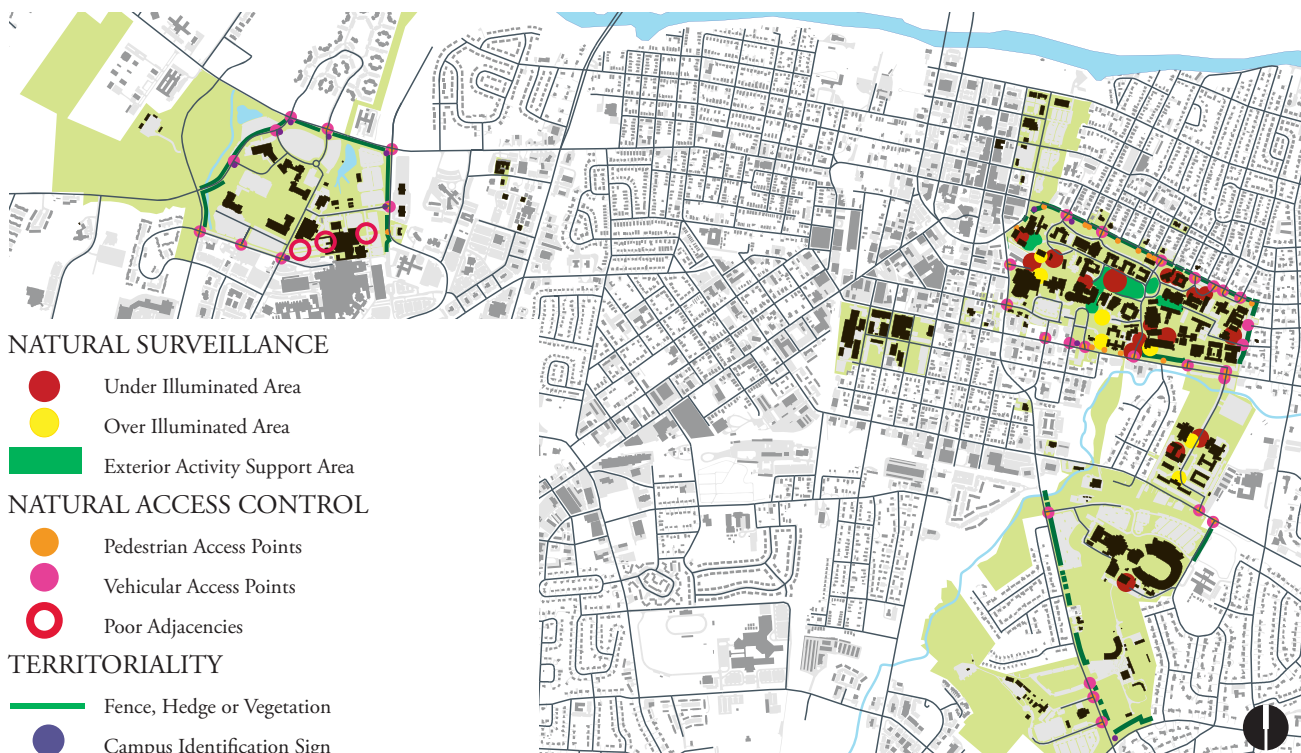 NATURAL SURVEILLANCE
Under Illuminated Area
Over Illuminated Area
Exterior Activity Support Area
NATURAL ACCESS CONTROL
Pedestrian Access Points
Vehicular Access Points
Poor Adjacencies
TERRITORIALITY
Fence, Hedge or Vegetation
Campus Identification Sign